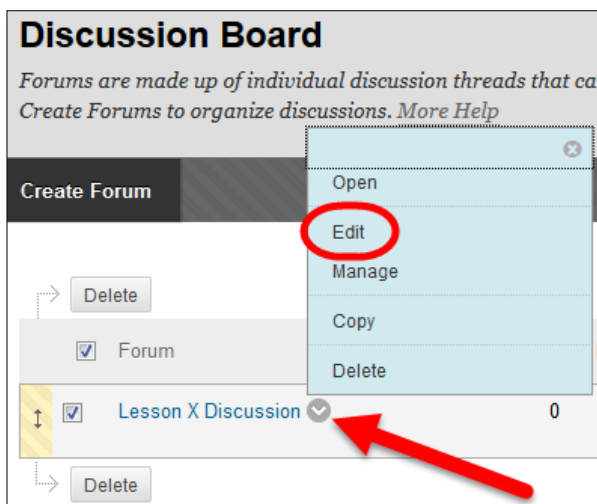 Discussion Board
Forums are made up of individual discussion threads that ca
Create Forums to organize discussions. More Help
Create Forum
Open
Edit
Manage
Copy
Delete
Delete
Forum
Lesson X Discussion
0
Delete